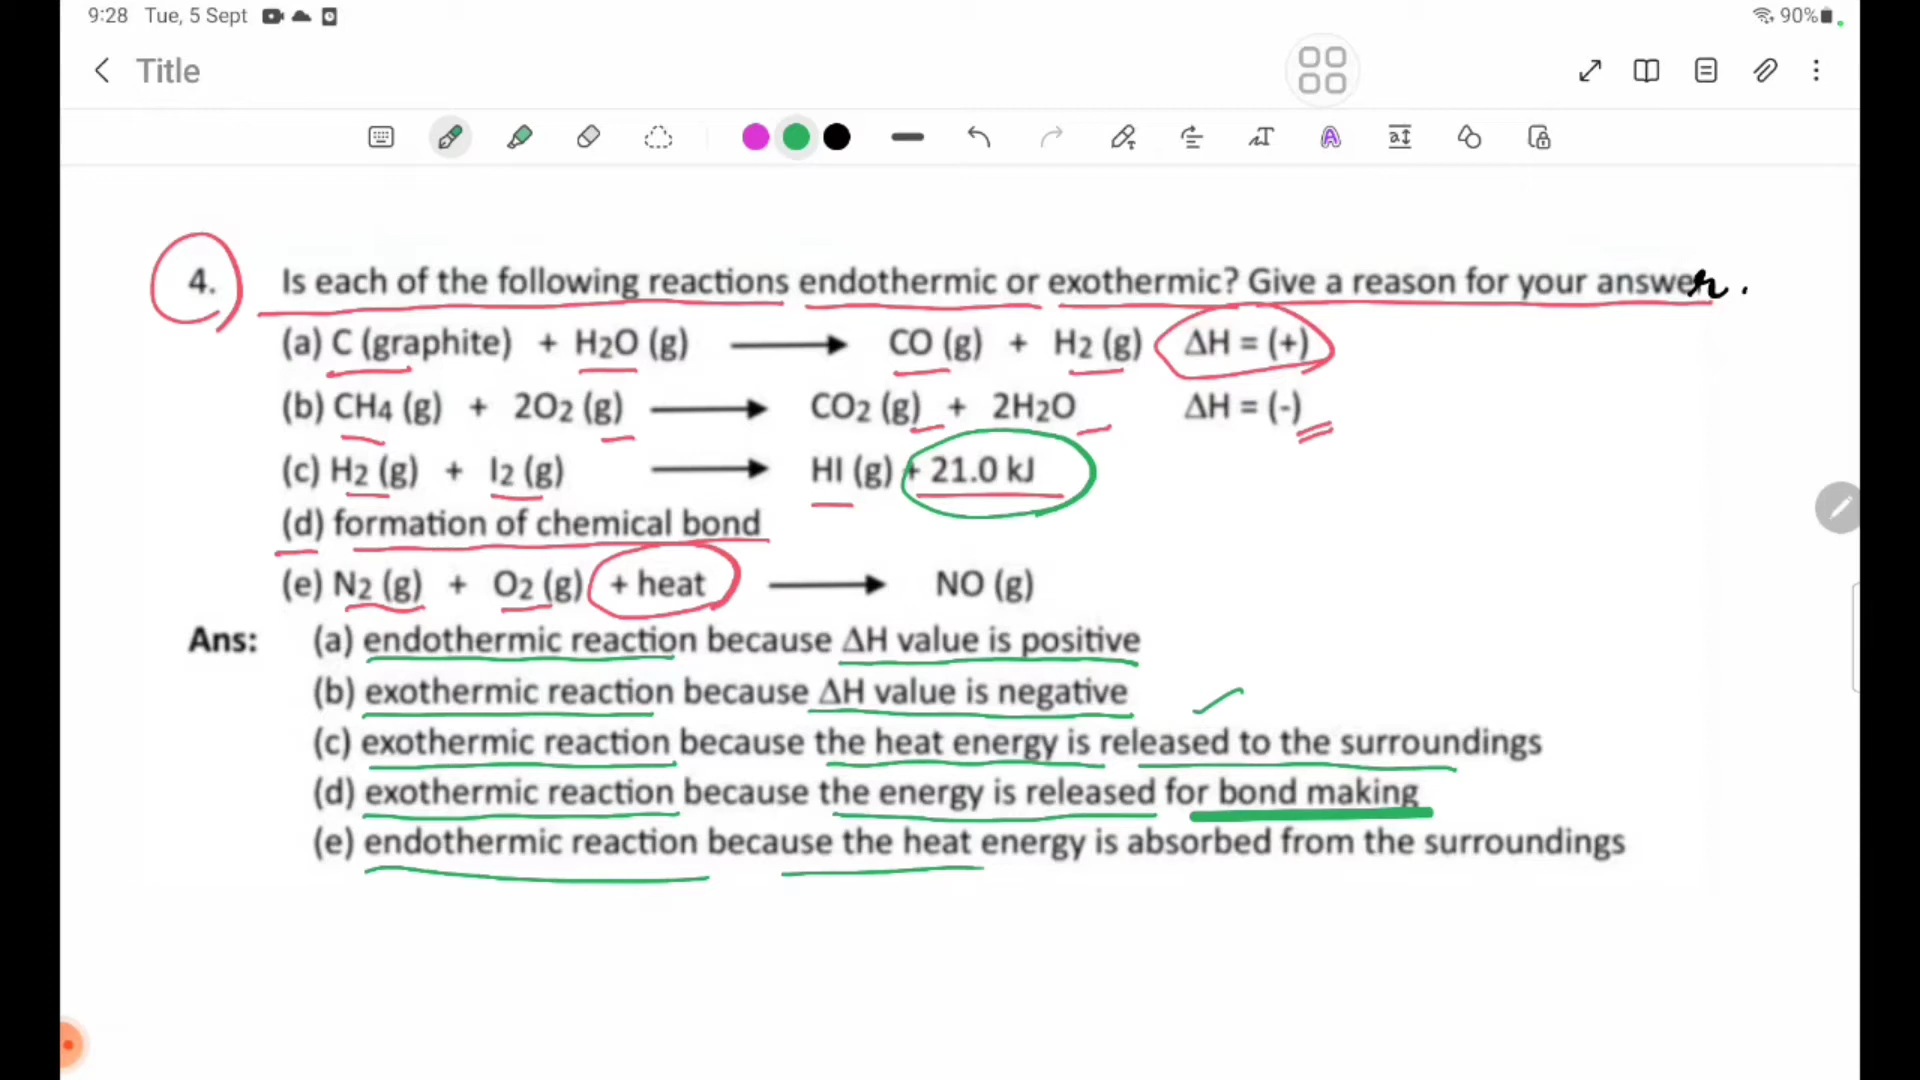 9:28 Tue, 5 Sept 90%
Title
4. Is each of the following reactions endothermic or exothermic? Give a reason for your answer.
(a) C (graphite) + H2O (g) ⟶ CO (g) + H2 (g) ΔH = (+)
(b) CH4 (g) + 2O2 (g) ⟶ CO2 (g) + 2H2O ΔH = (-)
(c) H2 (g) + I2 (g) ⟶ HI (g) + 21.0 kJ
(d) formation of chemical bond
(e) N2 (g) + O2 (g) + heat ⟶ NO (g)
Ans: (a) endothermic reaction because ΔH value is positive
(b) exothermic reaction because ΔH value is negative
(c) exothermic reaction because the heat energy is released to the surroundings
(d) exothermic reaction because the energy is released for bond making
(e) endothermic reaction because the heat energy is absorbed from the surroundings